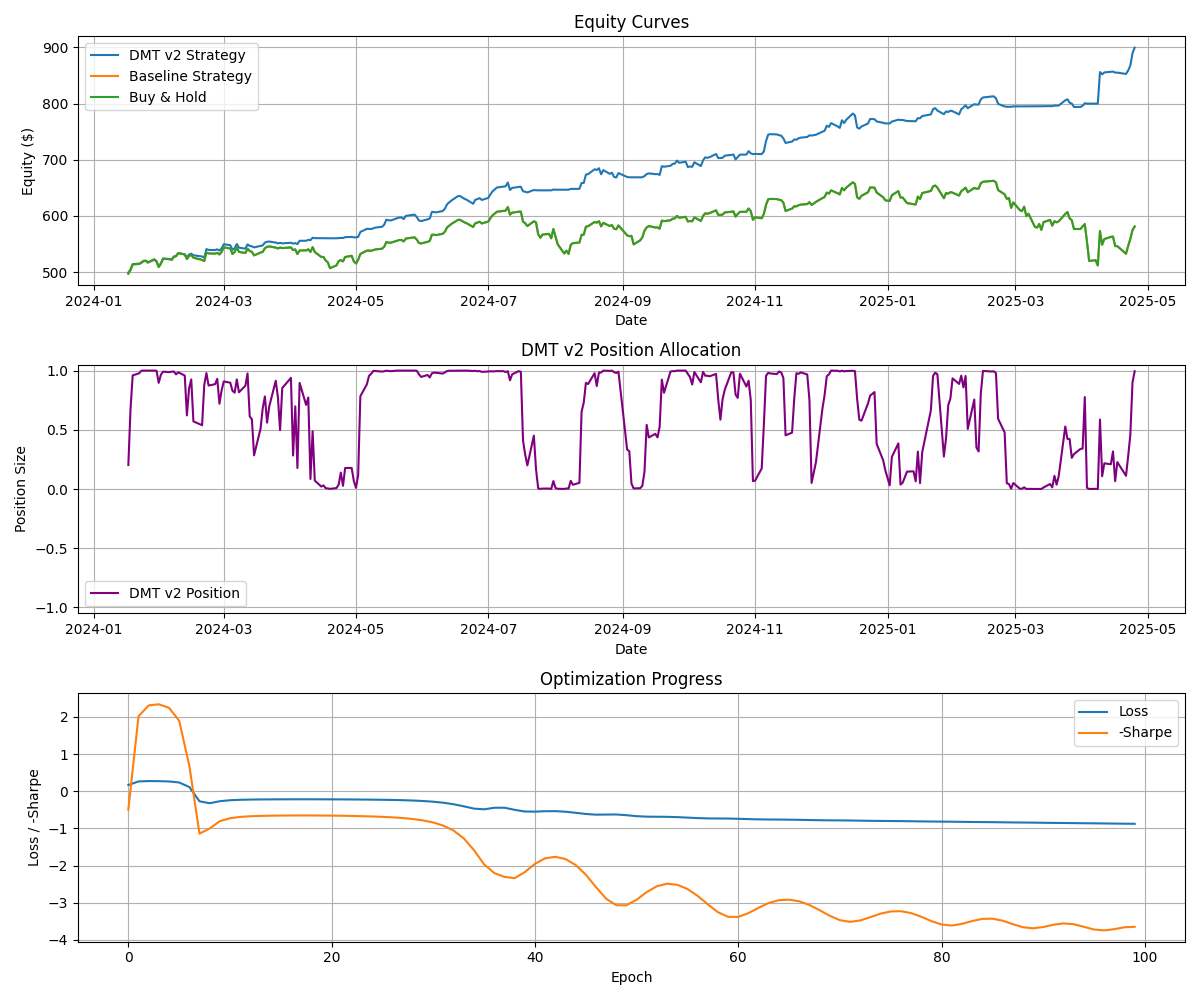 Equity Curves
900
800
700
600
500
Equity ($)
DMT v2 Strategy
Baseline Strategy
Buy & Hold
2024-01 2024-03 2024-05 2024-07 2024-09 2024-11 2025-01 2025-03 2025-05
Date
DMT v2 Position Allocation
1.0
0.5
0.0
−0.5
−1.0
Position Size
DMT v2 Position
2024-01 2024-03 2024-05 2024-07 2024-09 2024-11 2025-01 2025-03 2025-05
Date
Optimization Progress
2
1
0
−1
−2
−3
−4
Loss / -Sharpe
Loss
-Sharpe
0 20 40 60 80 100
Epoch